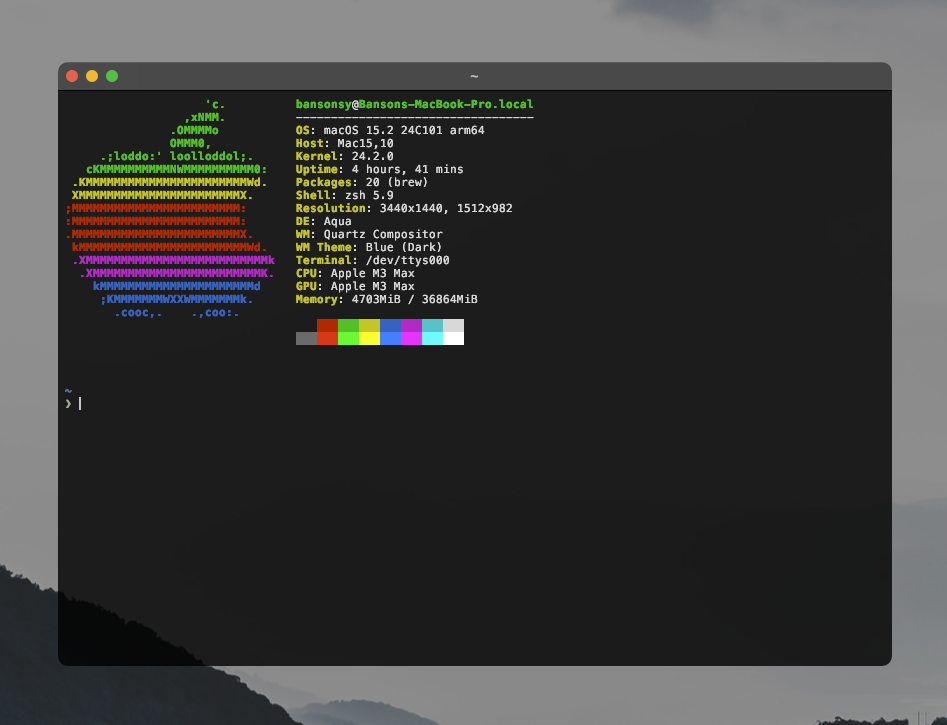 ~
                    'c.
                 ,xNMM.
               .OMMMMo
               OMMM0,
     .;loddo:' loolloddol;.
   cKMMMMMMMMMMNWMMMMMMMMMM0:
 .KMMMMMMMMMMMMMMMMMMMMMMMWd.
 XMMMMMMMMMMMMMMMMMMMMMMMX.
;MMMMMMMMMMMMMMMMMMMMMMMM:
:MMMMMMMMMMMMMMMMMMMMMMMM:
.MMMMMMMMMMMMMMMMMMMMMMMMX.
 kMMMMMMMMMMMMMMMMMMMMMMMMWd.
 .XMMMMMMMMMMMMMMMMMMMMMMMMMMk
  .XMMMMMMMMMMMMMMMMMMMMMMMMK.
    kMMMMMMMMMMMMMMMMMMMMMMd
     ;KMMMMMMMWXXWMMMMMMMk.
       .cooc,.    .,coo:.
bansonsy@Bansons-MacBook-Pro.local
----------------------------------
OS: macOS 15.2 24C101 arm64
Host: Mac15,10
Kernel: 24.2.0
Uptime: 4 hours, 41 mins
Packages: 20 (brew)
Shell: zsh 5.9
Resolution: 3440x1440, 1512x982
DE: Aqua
WM: Quartz Compositor
WM Theme: Blue (Dark)
Terminal: /dev/ttys000
CPU: Apple M3 Max
GPU: Apple M3 Max
Memory: 4703MiB / 36864MiB
~
❯